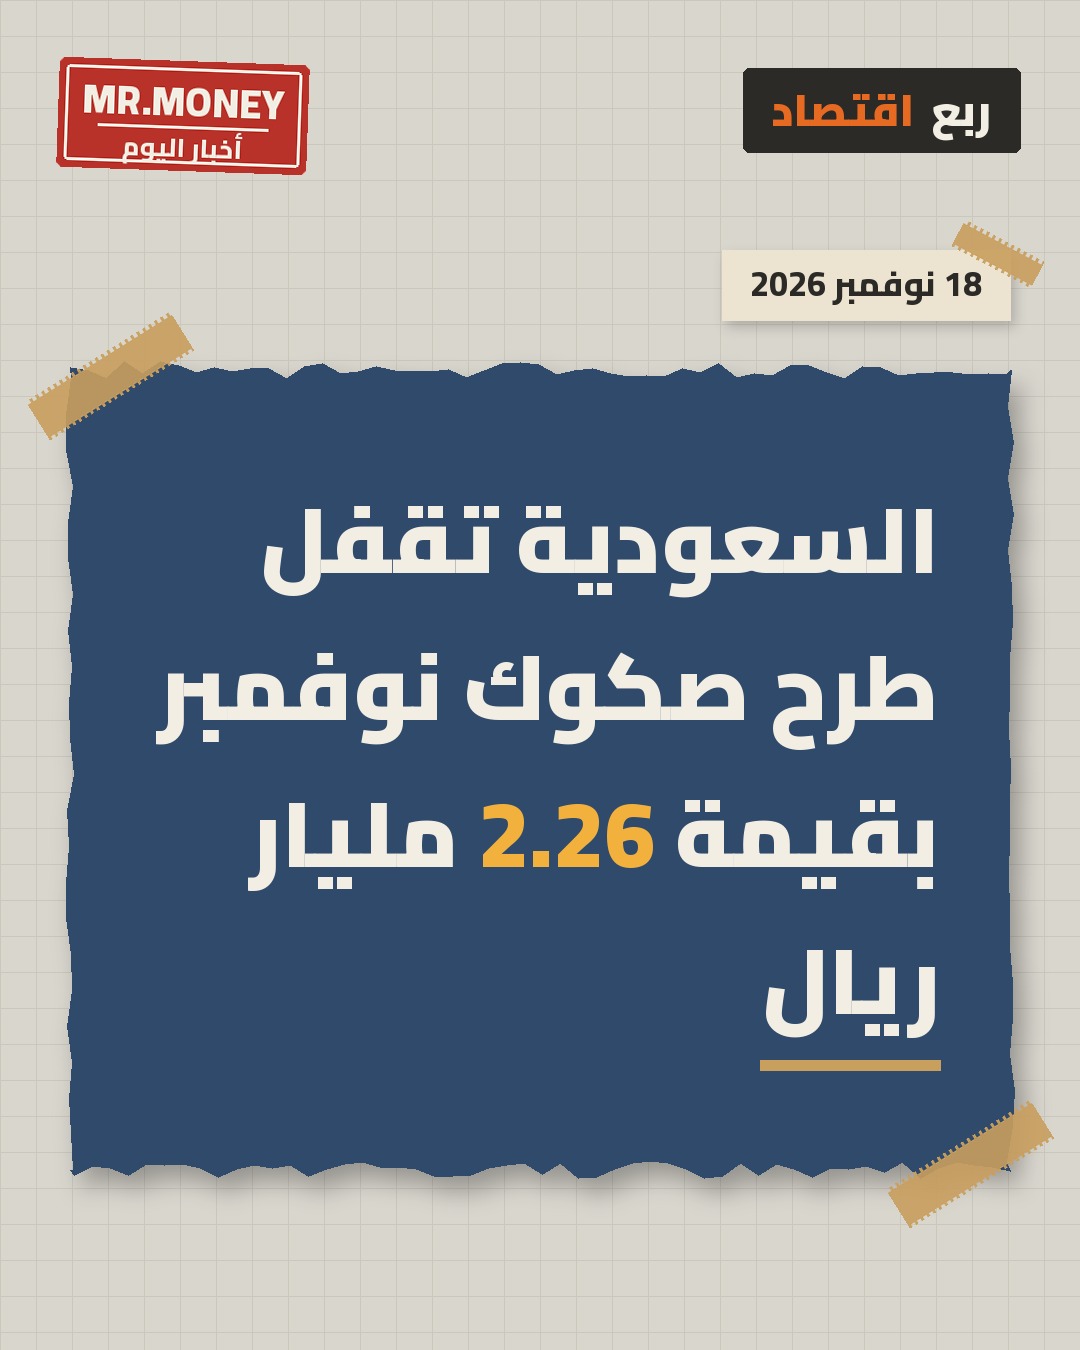 MR.MONEY
أخبار اليوم
ربع اقتصاد
18 نوفمبر 2026
السعودية تقفل
طرح صكوك نوفمبر
بقيمة 2.26 مليار
ريال